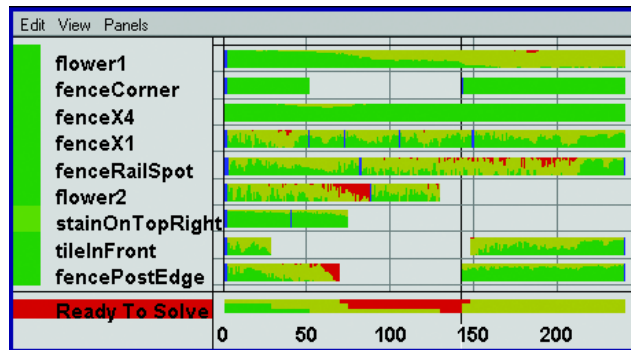 Edit View Panels
flower1
fenceCorner
fenceX4
fenceX1
fenceRailSpot
flower2
stainOnTopRight
tileInFront
fencePostEdge
Ready To Solve
0 50 100 150 200